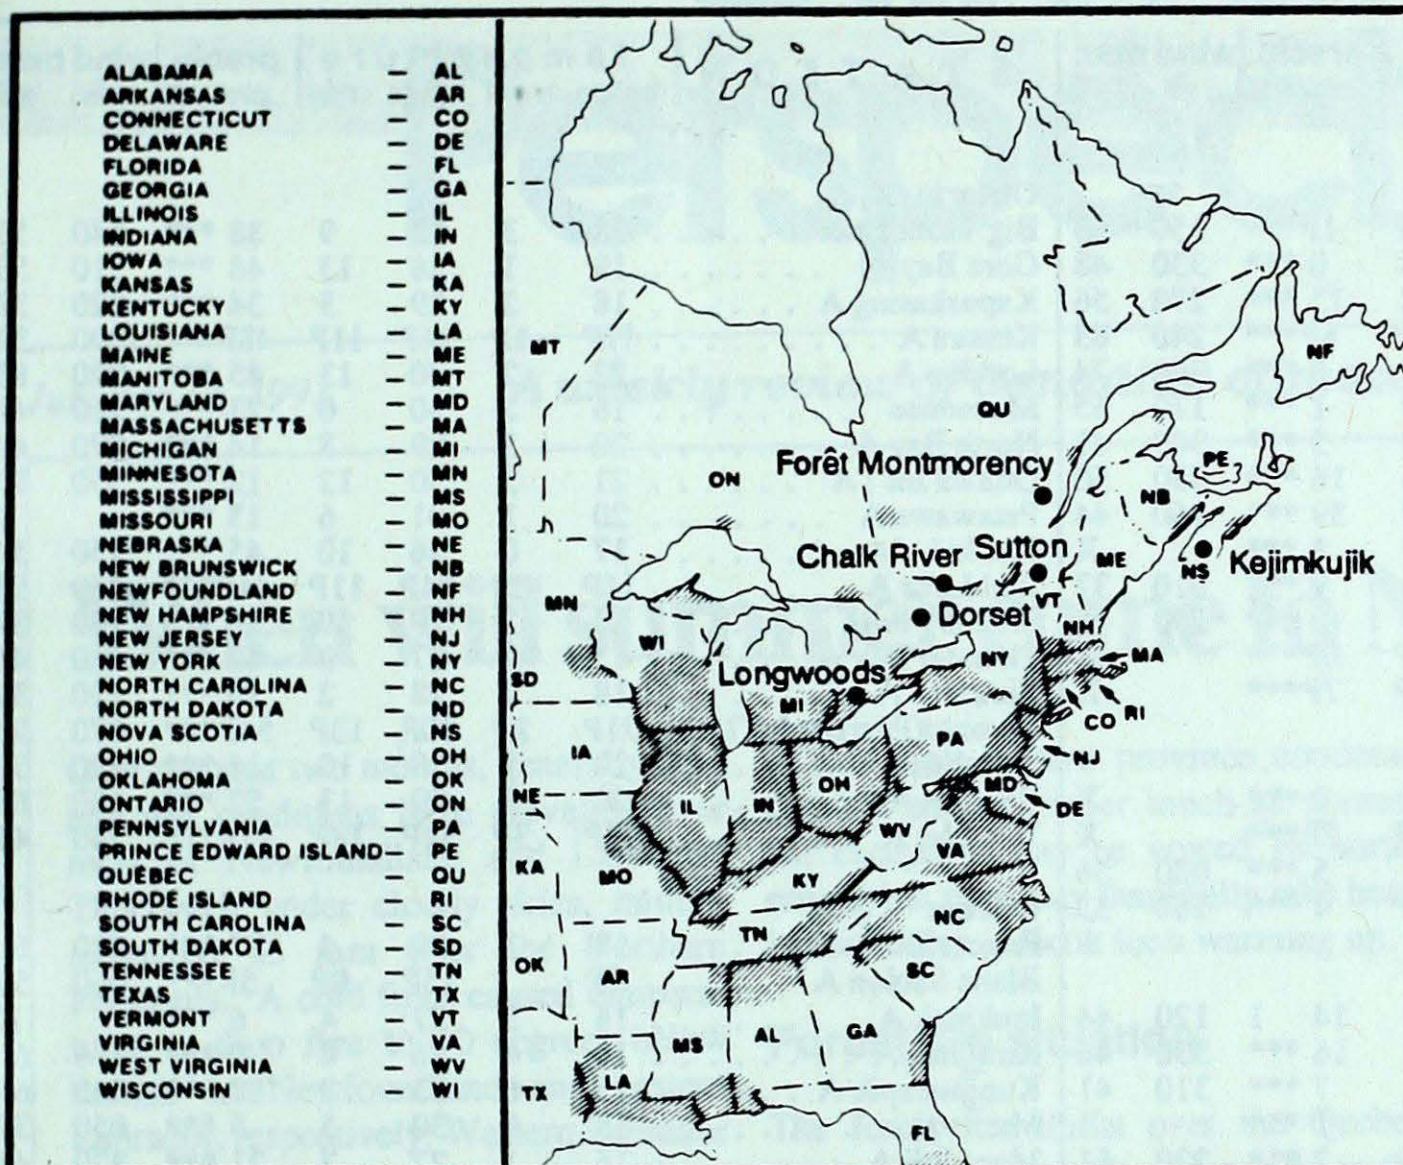 ALABAMA – AL
ARKANSAS – AR
CONNECTICUT – CO
DELAWARE – DE
FLORIDA – FL
GEORGIA – GA
ILLINOIS – IL
INDIANA – IN
IOWA – IA
KANSAS – KA
KENTUCKY – KY
LOUISIANA – LA
MAINE – ME
MANITOBA – MT
MARYLAND – MD
MASSACHUSETTS – MA
MICHIGAN – MI
MINNESOTA – MN
MISSISSIPPI – MS
MISSOURI – MO
NEBRASKA – NE
NEW BRUNSWICK – NB
NEWFOUNDLAND – NF
NEW HAMPSHIRE – NH
NEW JERSEY – NJ
NEW YORK – NY
NORTH CAROLINA – NC
NORTH DAKOTA – ND
NOVA SCOTIA – NS
OHIO – OH
OKLAHOMA – OK
ONTARIO – ON
PENNSYLVANIA – PA
PRINCE EDWARD ISLAND – PE
QUÉBEC – QU
RHODE ISLAND – RI
SOUTH CAROLINA – SC
SOUTH DAKOTA – SD
TENNESSEE – TN
TEXAS – TX
VERMONT – VT
VIRGINIA – VA
WEST VIRGINIA – WV
WISCONSIN – WI
MT
NF
QU
Forêt Montmorency
PE
ON
NB
Chalk River
Sutton
ME
NS
Kejimkujik
MN
VT
Dorset
NH
WI
NY
MA
SD
Longwoods
MI
CO
RI
IA
PA
NJ
NE
IL
IN
OH
MD
DE
WV
VA
KA
MO
KY
NC
TN
OK
AR
SC
MS
AL
GA
TX
LA
FL